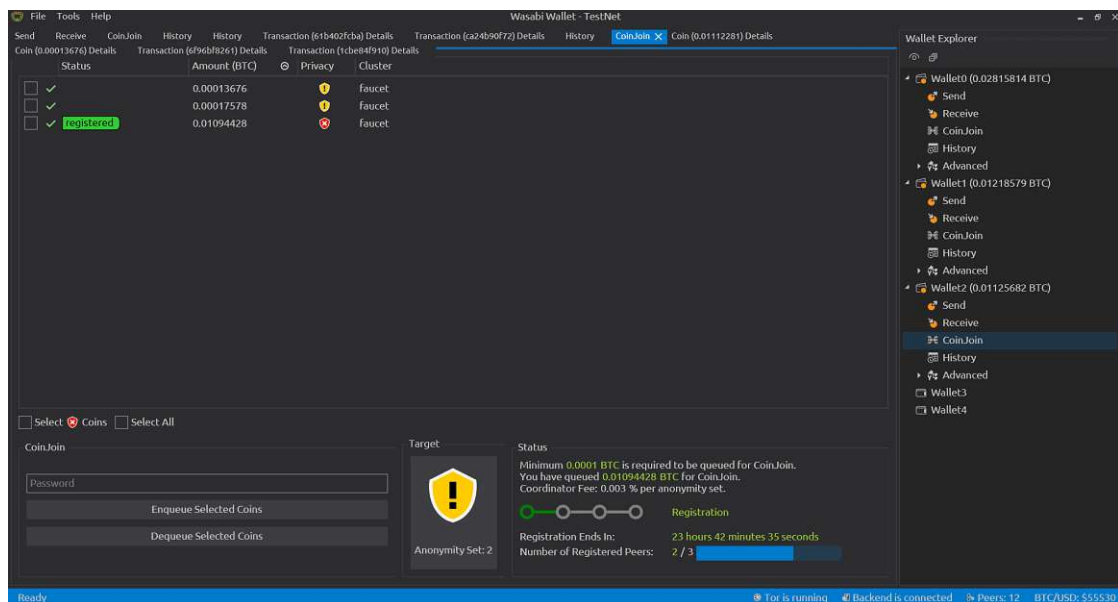 File Tools Help
Wasabi Wallet - TestNet
Send Receive CoinJoin History History Transaction (61b402fcba) Details Transaction (ca24b90f72) Details History CoinJoin X Coin (0.01112281) Details
Coin (0.00013676) Details Transaction (6f96bf8261) Details Transaction (1cbe84f910) Details
Status Amount (BTC) Privacy Cluster
0.00013676 faucet
0.00017578 faucet
registered 0.01094428 faucet
Select Coins Select All
CoinJoin
Password
Enqueue Selected Coins
Dequeue Selected Coins
Target
Anonymity Set: 2
Status
Minimum 0.0001 BTC is required to be queued for CoinJoin.
You have queued 0.01094428 BTC for CoinJoin.
Coordinator Fee: 0.003 % per anonymity set.
Registration
Registration Ends In: 23 hours 42 minutes 35 seconds
Number of Registered Peers: 2 / 3
Wallet Explorer
Wallet0 (0.02815814 BTC)
Send
Receive
CoinJoin
History
Advanced
Wallet1 (0.01218579 BTC)
Send
Receive
CoinJoin
History
Advanced
Wallet2 (0.01125682 BTC)
Send
Receive
CoinJoin
History
Advanced
Wallet3
Wallet4
Ready
Tor is running Backend is connected Peers: 12 BTC/USD: $55530